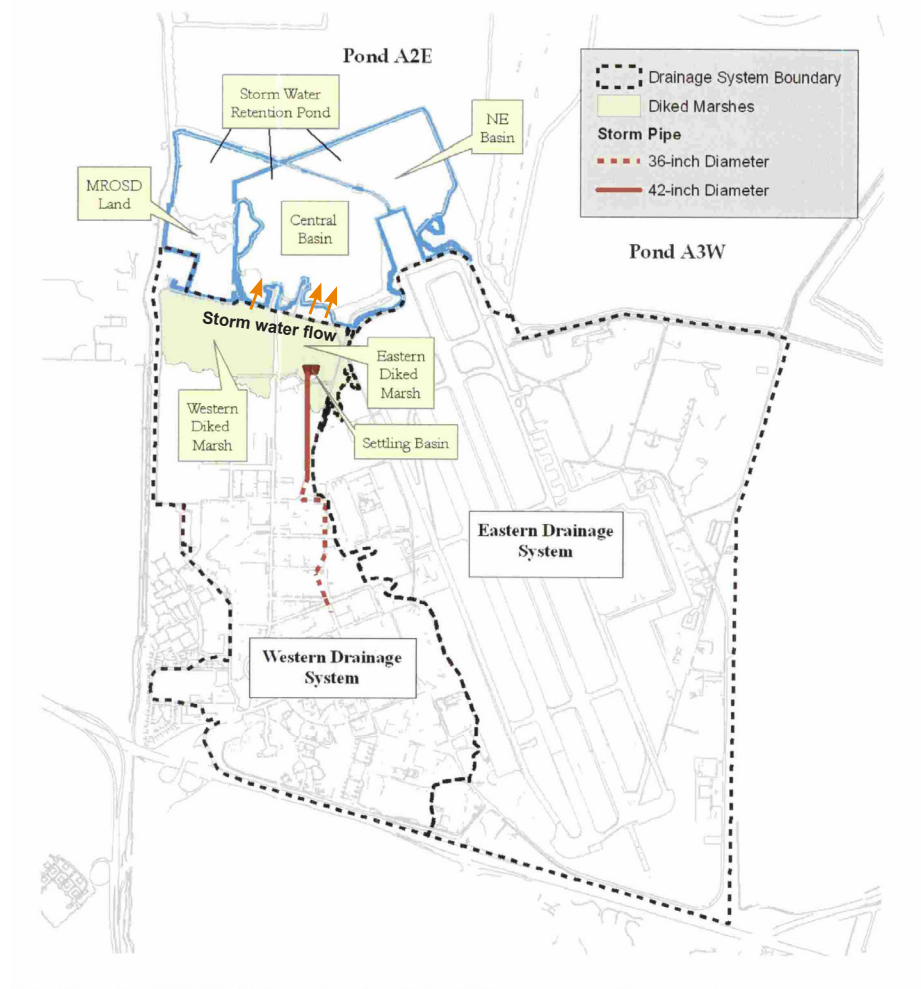 Pond A2E
Storm Water
Retention Pond
NE
Basin
Drainage System Boundary
Diked Marshes
Storm Pipe
36-inch Diameter
42-inch Diameter
MROSD
Land
Central
Basin
Pond A3W
Storm water flow
Eastern
Diked
Marsh
Western
Diked
Marsh
Settling Basin
Eastern Drainage
System
Western Drainage
System